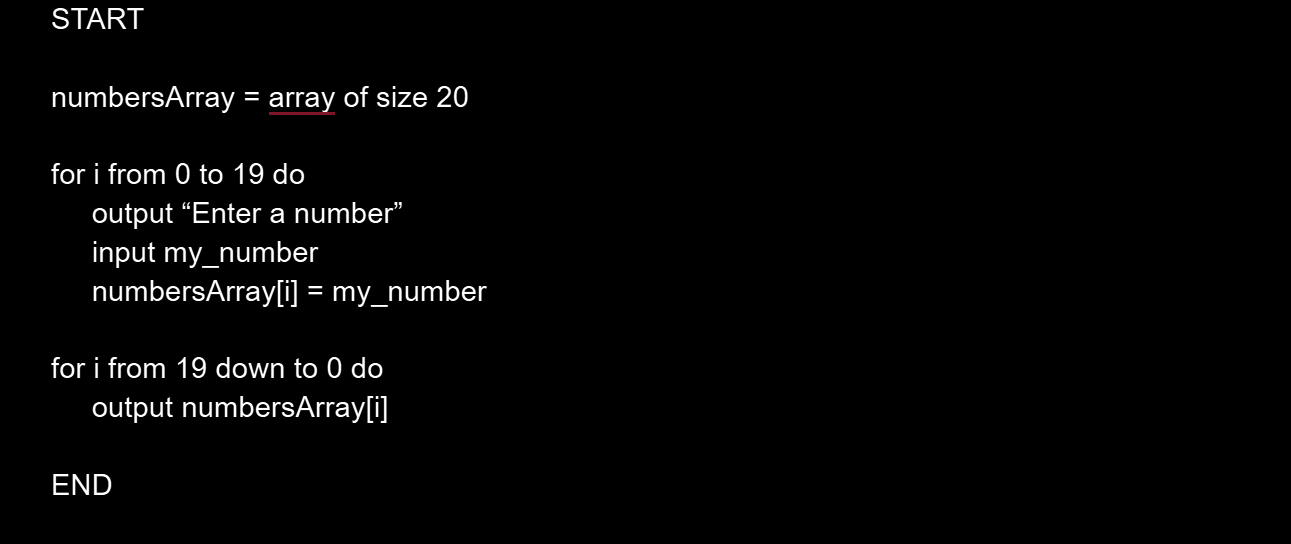 START
numbersArray = array of size 20
for i from 0 to 19 do
output “Enter a number”
input my_number
numbersArray[i] = my_number
for i from 19 down to 0 do
output numbersArray[i]
END